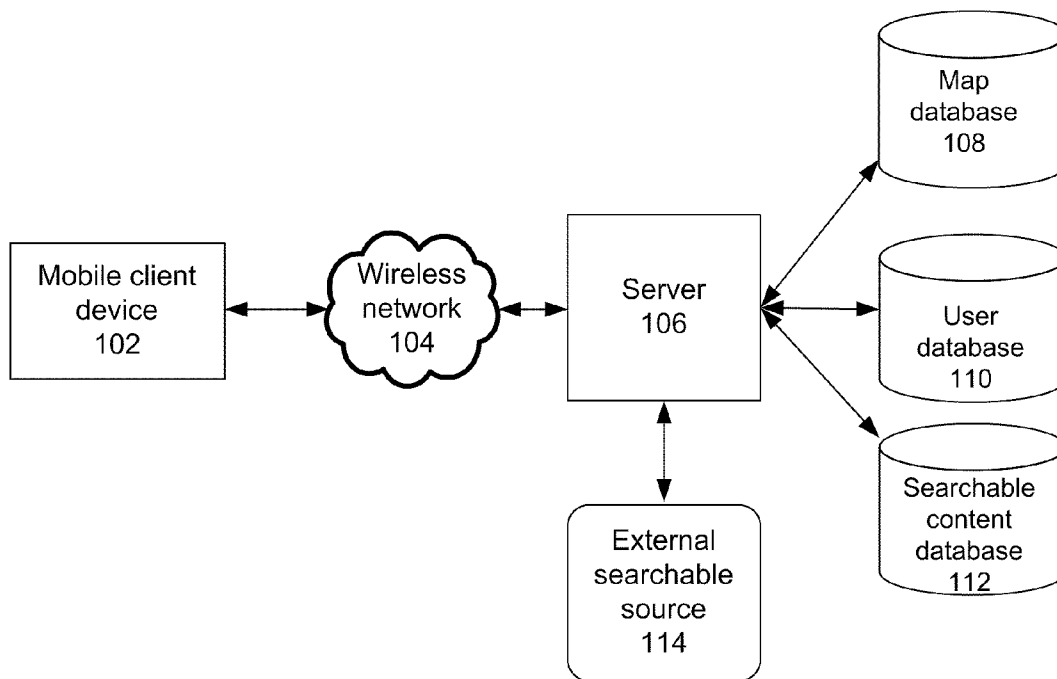 Mobile client
device
102
Wireless
network
104
Server
106
Map
database
108
User
database
110
Searchable
content
database
112
External
searchable
source
114